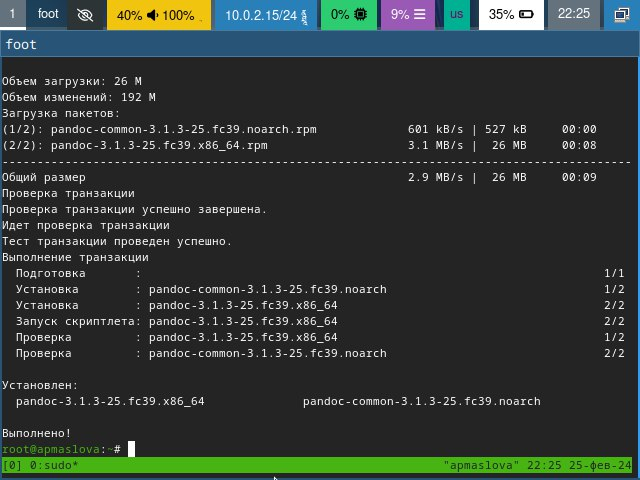 1 foot 40% 100% 10.0.2.15/24 0% 9% us 35% 22:25
foot
Объем загрузки: 26 M
Объем изменений: 192 M
Загрузка пакетов:
(1/2): pandoc-common-3.1.3-25.fc39.noarch.rpm 601 kB/s | 527 kB 00:00
(2/2): pandoc-3.1.3-25.fc39.x86_64.rpm 3.1 MB/s | 26 MB 00:08
--------------------------------------------------------------------------------
Общий размер 2.9 MB/s | 26 MB 00:09
Проверка транзакции
Проверка транзакции успешно завершена.
Идет проверка транзакции
Тест транзакции проведен успешно.
Выполнение транзакции
Подготовка : 1/1
Установка : pandoc-common-3.1.3-25.fc39.noarch 1/2
Установка : pandoc-3.1.3-25.fc39.x86_64 2/2
Запуск скриптлета: pandoc-3.1.3-25.fc39.x86_64 2/2
Проверка : pandoc-3.1.3-25.fc39.x86_64 1/2
Проверка : pandoc-common-3.1.3-25.fc39.noarch 2/2
Установлен:
pandoc-3.1.3-25.fc39.x86_64 pandoc-common-3.1.3-25.fc39.noarch
Выполнено!
root@apmaslova:~#
[0] 0:sudo* "apmaslova" 22:25 25-фев-24